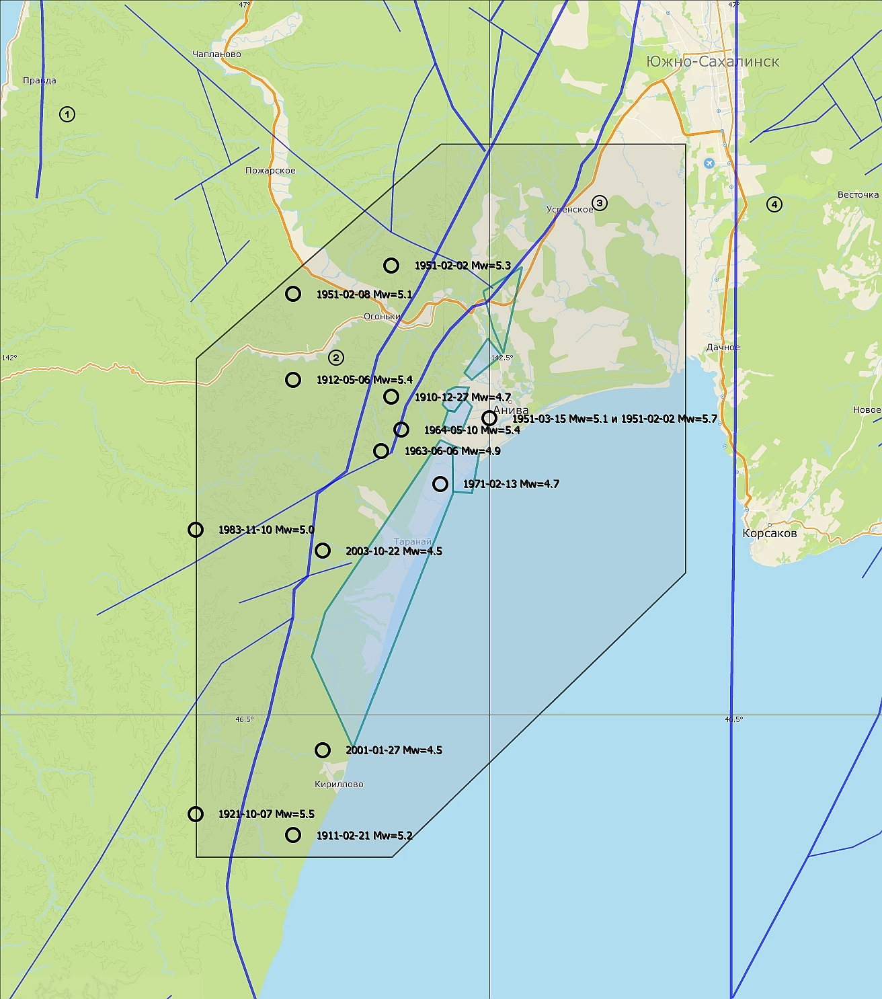 47°
47°
Чапланово
Южно-Сахалинск
Правда
1
Пожарское
Весточка
3
4
Успенское
1951-02-02 Mw=5.3
1951-02-08 Mw=5.1
Огоньки
Дачное
142°
2
142.5°
1912-05-06 Mw=5.4
1910-12-27 Mw=4.7
Анива
Новое
1951-03-15 Mw=5.1 и 1951-02-02 Mw=5.7
1964-05-10 Mw=5.4
1963-06-06 Mw=4.9
1971-02-13 Mw=4.7
1983-11-10 Mw=5.0
Корсаков
Таранай
2003-10-22 Mw=4.5
46.5°
46.5°
2001-01-27 Mw=4.5
Кириллово
1921-10-07 Mw=5.5
1911-02-21 Mw=5.2